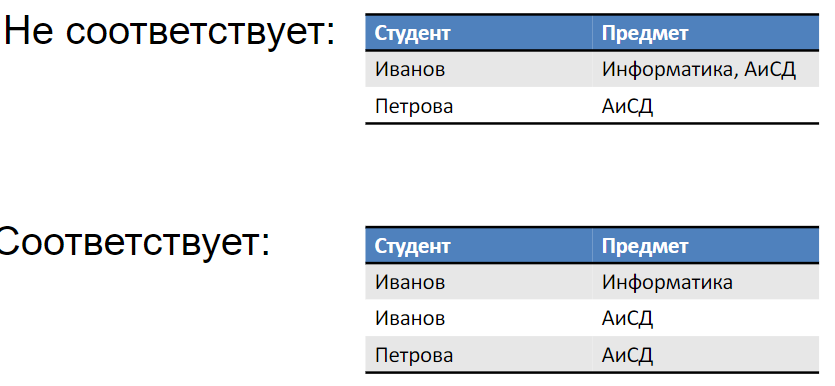 Не соответствует:
Студент Предмет
Иванов Информатика, АиСД
Петрова АиСД
Соответствует:
Студент Предмет
Иванов Информатика
Иванов АиСД
Петрова АиСД